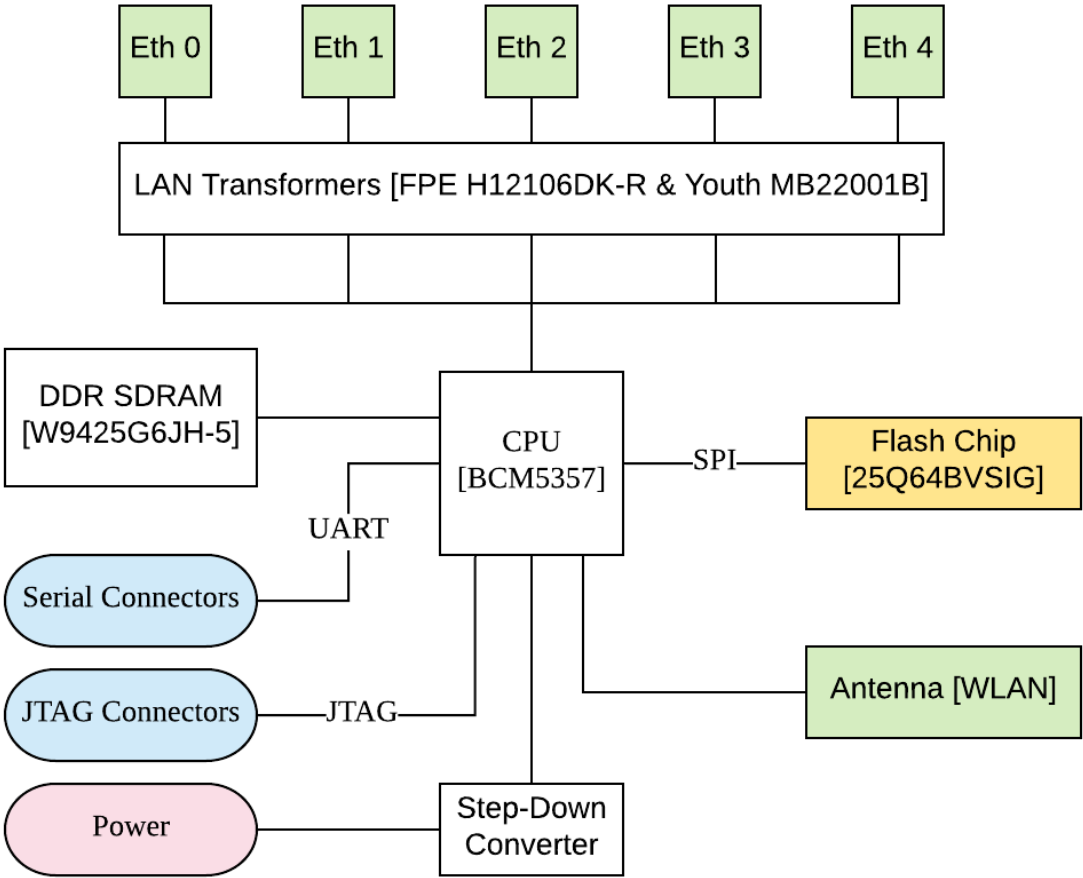 Eth 0
Eth 1
Eth 2
Eth 3
Eth 4
LAN Transformers [FPE H12106DK-R & Youth MB22001B]
DDR SDRAM
[W9425G6JH-5]
CPU
[BCM5357]
SPI
Flash Chip
[25Q64BVSIG]
UART
Serial Connectors
JTAG Connectors
JTAG
Antenna [WLAN]
Power
Step-Down
Converter